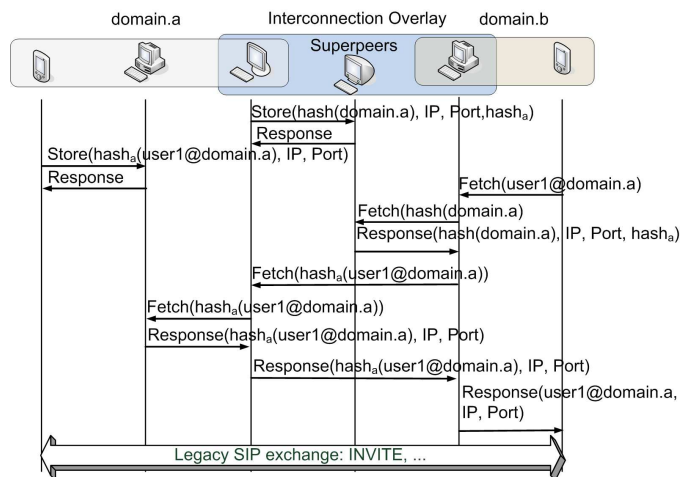 domain.a
Interconnection Overlay
domain.b
Superpeers
Store(hash(domain.a), IP, Port,hashₐ)
Response
Store(hashₐ(user1@domain.a), IP, Port)
Response
Fetch(user1@domain.a)
Fetch(hash(domain.a)
Response(hash(domain.a), IP, Port, hashₐ)
Fetch(hashₐ(user1@domain.a))
Fetch(hashₐ(user1@domain.a))
Response(hashₐ(user1@domain.a), IP, Port)
Response(hashₐ(user1@domain.a), IP, Port)
Response(user1@domain.a,
IP, Port)
Legacy SIP exchange: INVITE, ...